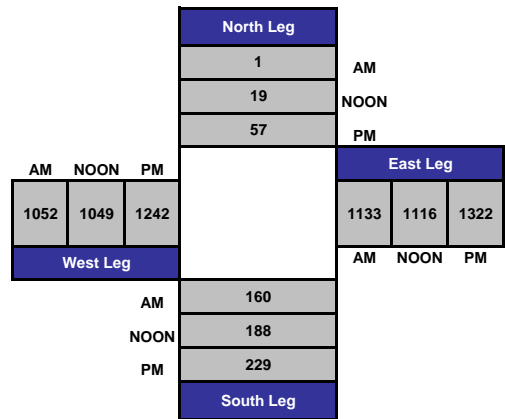 North Leg
1
AM
19
NOON
57
PM
AM NOON PM
East Leg
1052 1049 1242
1133 1116 1322
West Leg
AM NOON PM
AM
160
NOON
188
PM
229
South Leg